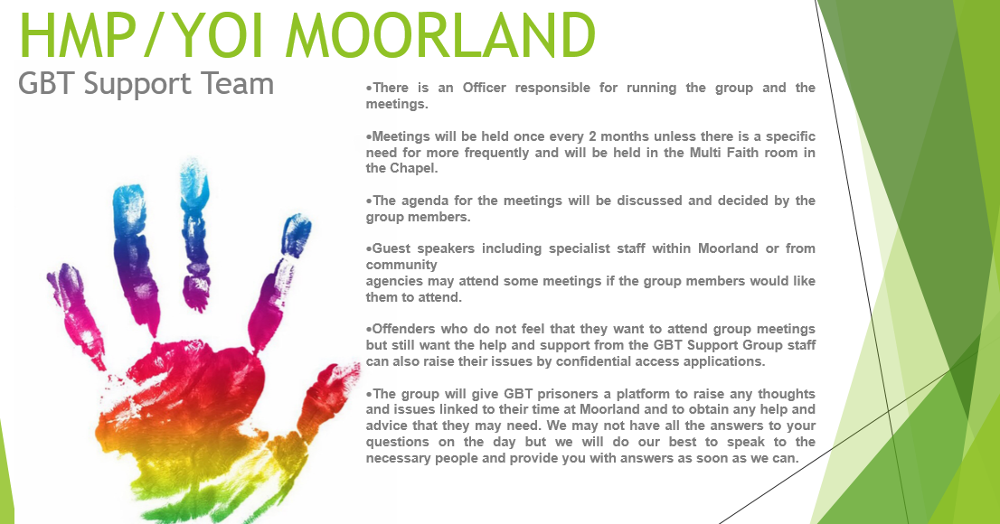 HMP/YOI MOORLAND
GBT Support Team
•There is an Officer responsible for running the group and the
meetings.
•Meetings will be held once every 2 months unless there is a specific
need for more frequently and will be held in the Multi Faith room in
the Chapel.
•The agenda for the meetings will be discussed and decided by the
group members.
•Guest speakers including specialist staff within Moorland or from
community
agencies may attend some meetings if the group members would like
them to attend.
•Offenders who do not feel that they want to attend group meetings
but still want the help and support from the GBT Support Group staff
can also raise their issues by confidential access applications.
•The group will give GBT prisoners a platform to raise any thoughts
and issues linked to their time at Moorland and to obtain any help and
advice that they may need. We may not have all the answers to your
questions on the day but we will do our best to speak to the
necessary people and provide you with answers as soon as we can.